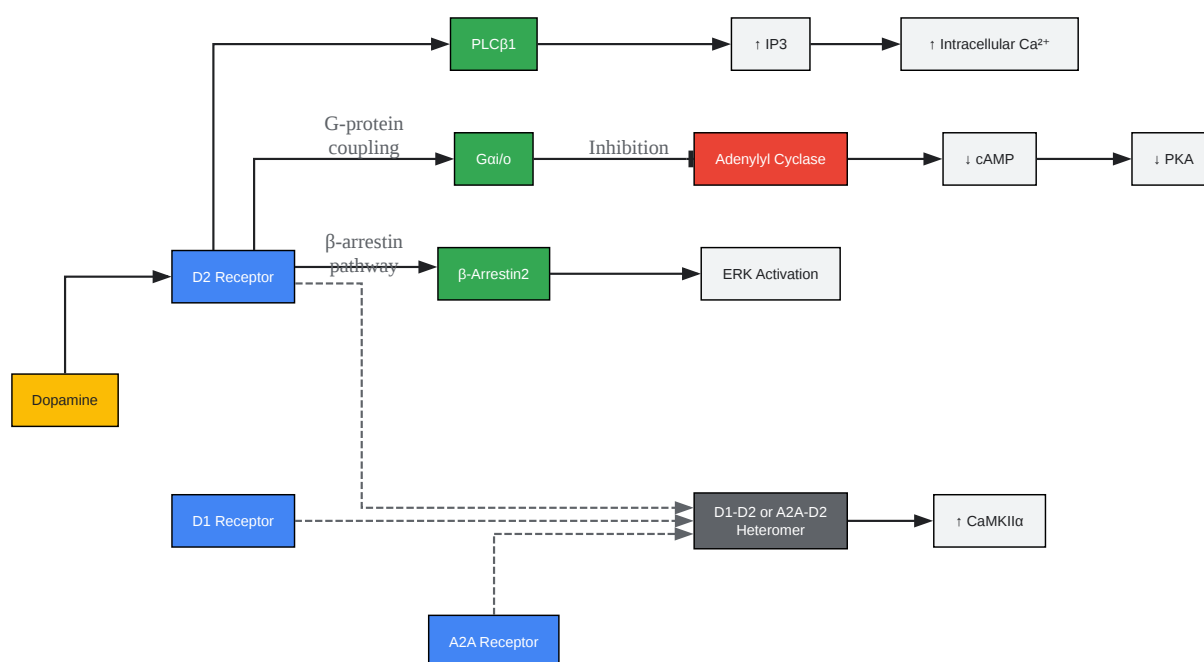 PLCβ1
↑ IP3
↑ Intracellular Ca²⁺
G-protein
coupling
Gαi/o
Inhibition
Adenylyl Cyclase
↓ cAMP
↓ PKA
D2 Receptor
β-arrestin
pathway
β-Arrestin2
ERK Activation
Dopamine
D1 Receptor
D1-D2 or A2A-D2
Heteromer
↑ CaMKIIα
A2A Receptor